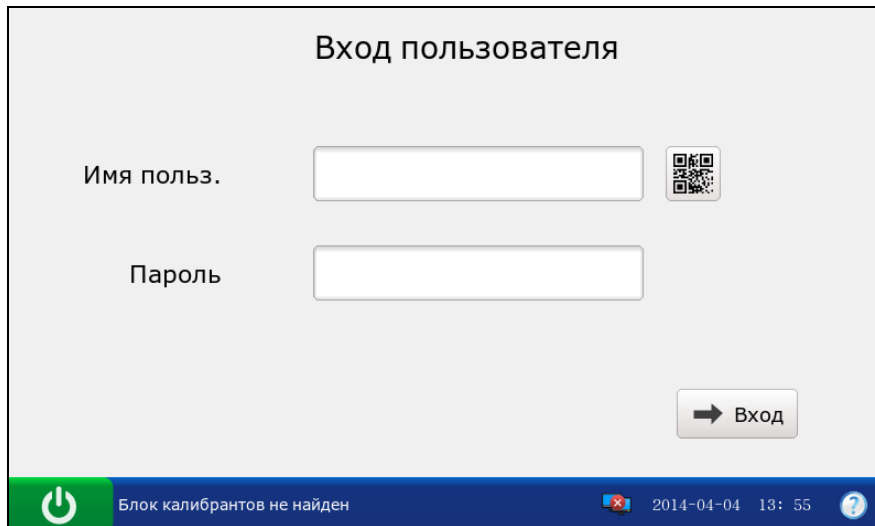 Вход пользователя
Имя польз.
Пароль
Вход
Блок калибрантов не найден 2014-04-04 13: 55 ?